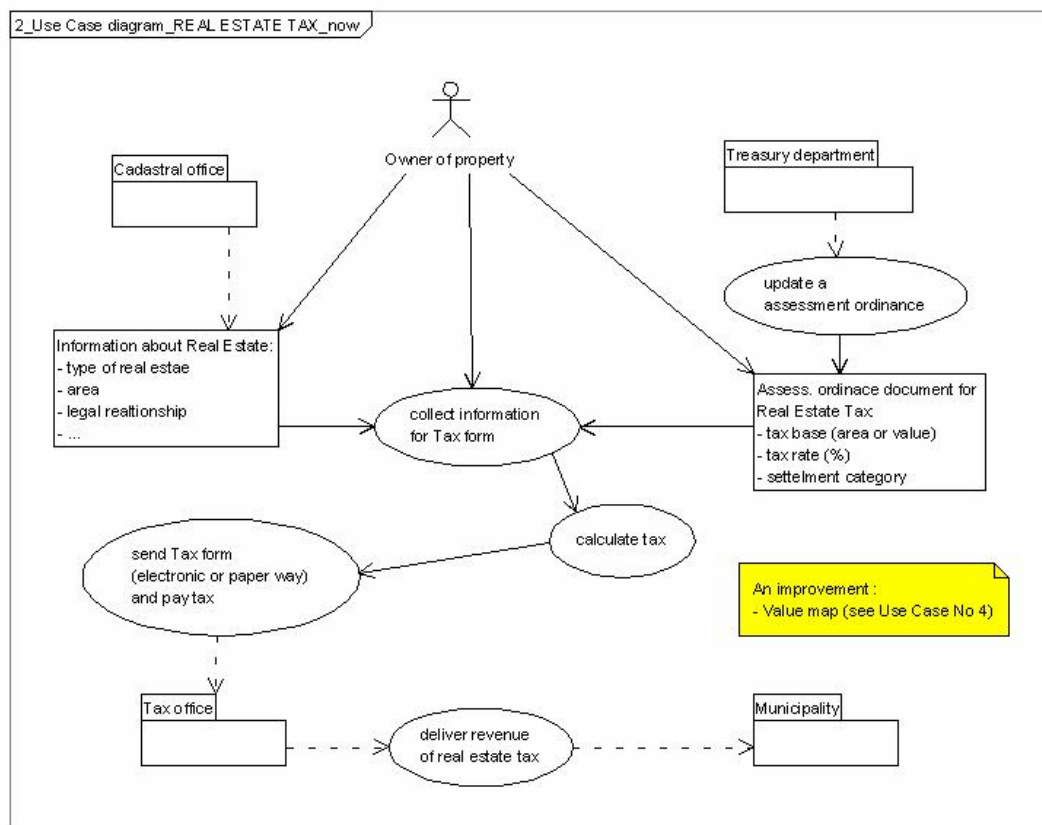 2_Use Case diagram_REAL ESTATE TAX_now
Owner of property
Cadastral office
Treasury department
update a
assessment ordinance
Information about Real Estate:
- type of real estae
- area
- legal realtionship
- ...
collect information
for Tax form
Assess. ordinace document for
Real Estate Tax
- tax base (area or value)
- tax rate (%)
- settelment category
calculate tax
send Tax form
(electronic or paper way)
and pay tax
An improvement :
- Value map (see Use Case No 4)
Tax office
deliver revenue
of real estate tax
Municipality